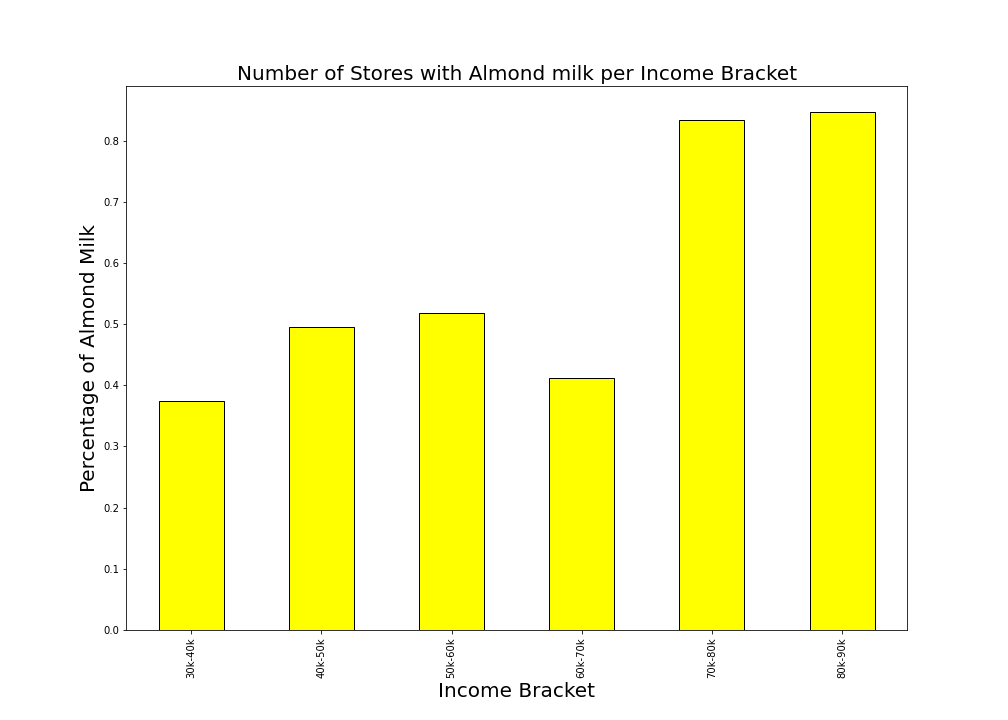 Number of Stores with Almond milk per Income Bracket
Percentage of Almond Milk
0.8
0.7
0.6
0.5
0.4
0.3
0.2
0.1
0.0
30k-40k
40k-50k
50k-60k
60k-70k
70k-80k
80k-90k
Income Bracket